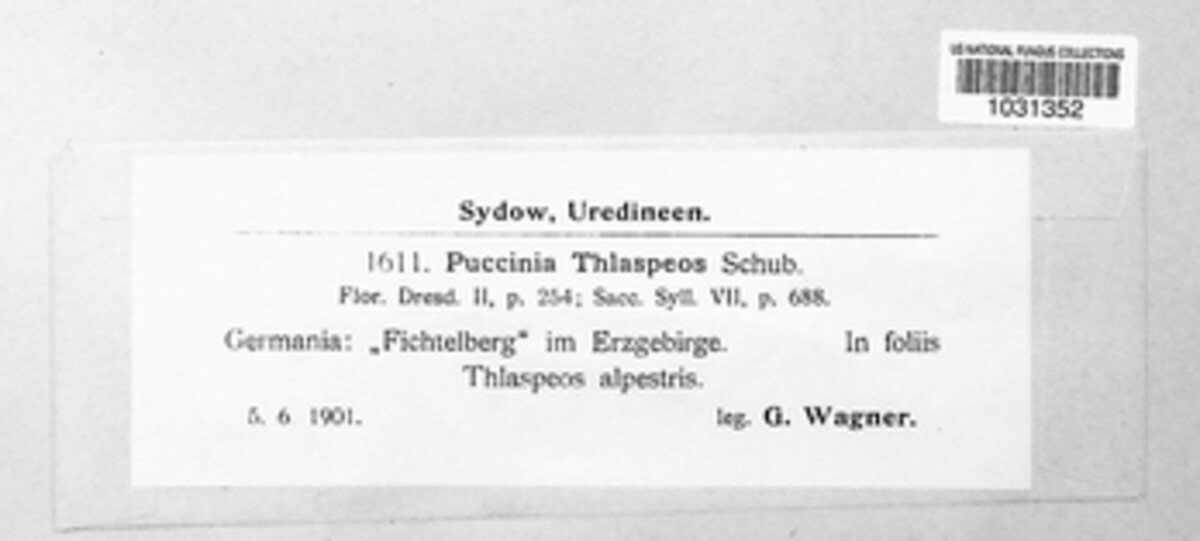 US NATIONAL FUNGUS COLLECTIONS
1031352
Sydow, Uredineen.
1611. Puccinia Thlaspeos Schub.
Flor. Dresd. II, p. 254; Sacc. Syll. VII, p. 688.
Germania: „Fichtelberg“ im Erzgebirge. In foliis
Thlaspeos alpestris.
5. 6 1901. leg. G. Wagner.